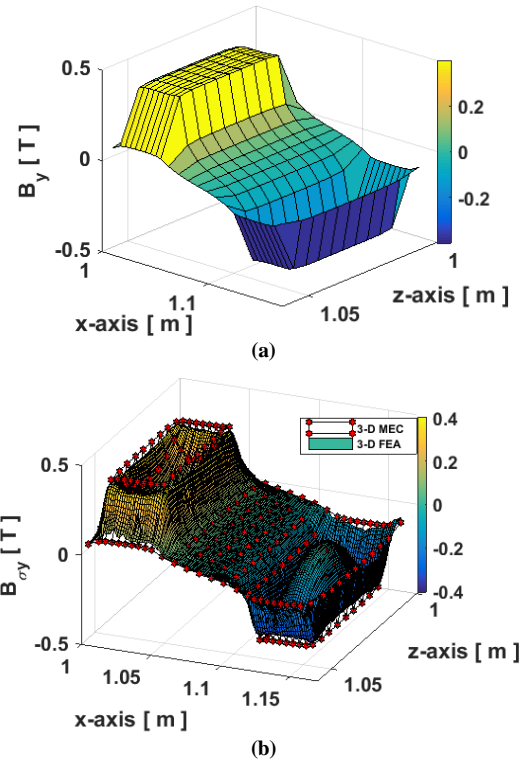 0.5
0
-0.5
B_y [ T ]
1
1.1
x-axis [ m ]
1.05
1
z-axis [ m ]
0.2
0
-0.2
(a)
3-D MEC
3-D FEA
0.5
0
-0.5
B_σy [ T ]
1
1.05
1.1
1.15
x-axis [ m ]
1.05
1
z-axis [ m ]
0.4
0.2
0
-0.2
-0.4
(b)